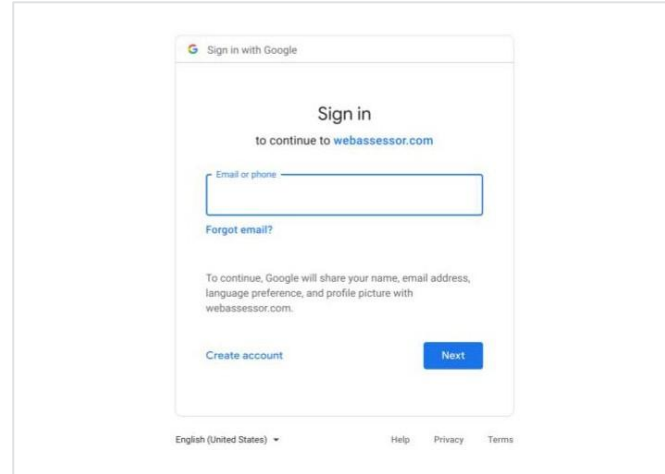 Sign in with Google
Sign in
to continue to webassessor.com
Email or phone
Forgot email?
To continue, Google will share your name, email address,
language preference, and profile picture with
webassessor.com.
Create account
Next
English (United States)
Help Privacy Terms